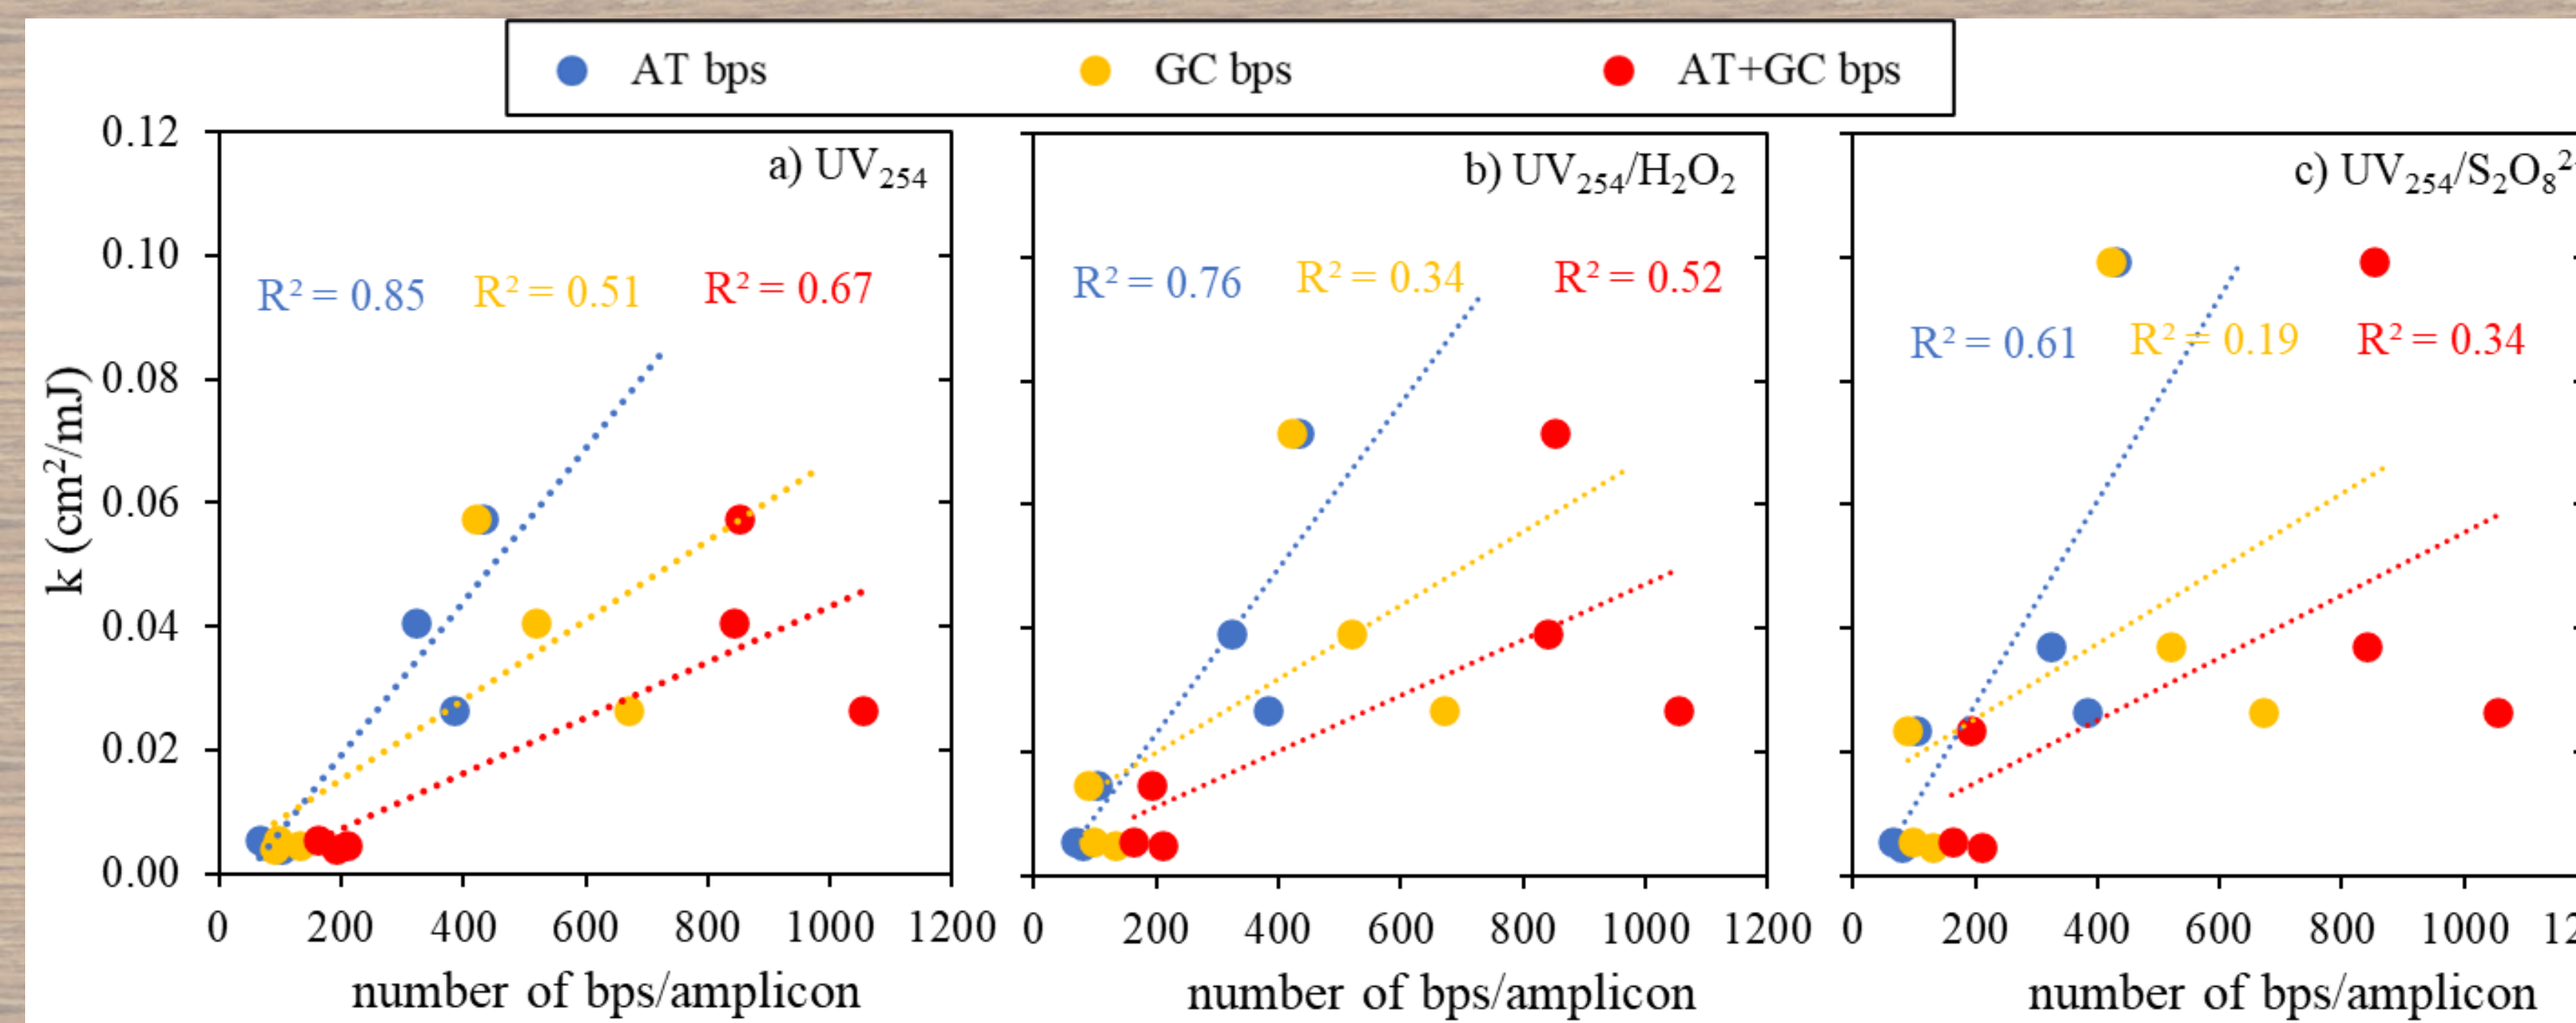 AT bps GC bps AT+GC bps
k (cm²/mJ)
0.12
0.10
0.08
0.06
0.04
0.02
0.00
a) UV₂₅₄
R² = 0.85 R² = 0.51 R² = 0.67
0 200 400 600 800 1000 1200
number of bps/amplicon
b) UV₂₅₄/H₂O₂
R² = 0.76 R² = 0.34 R² = 0.52
0 200 400 600 800 1000 1200
number of bps/amplicon
c) UV₂₅₄/S₂O₈²
R² = 0.61 R² = 0.19 R² = 0.34
0 200 400 600 800 1000
number of bps/amplicon